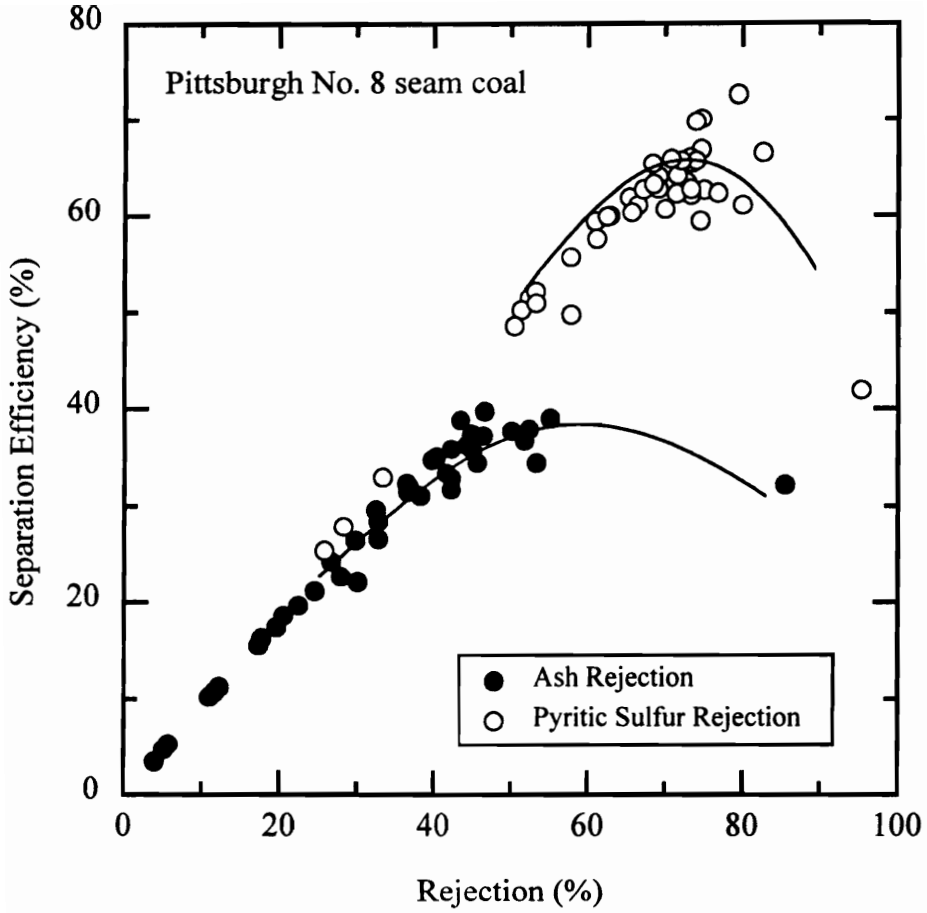 80
60
40
20
0
Separation Efficiency (%)
Pittsburgh No. 8 seam coal
Ash Rejection
Pyritic Sulfur Rejection
0 20 40 60 80 100
Rejection (%)